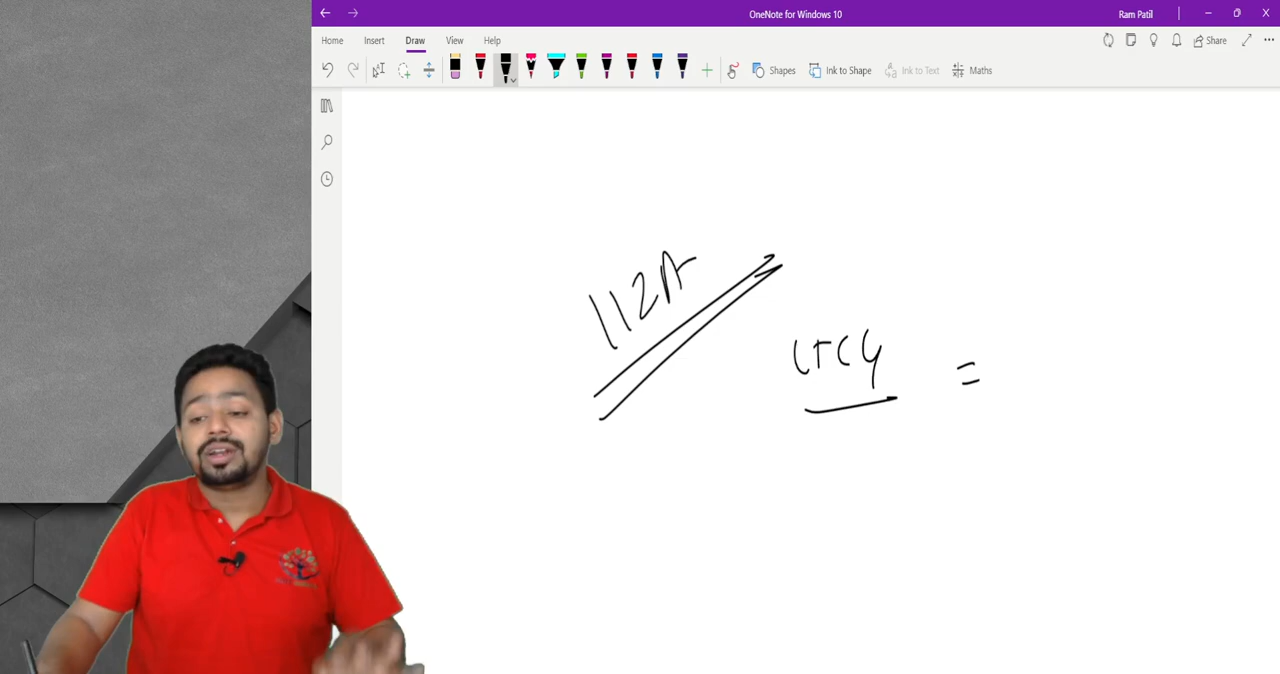 OneNote for Windows 10
Ram Patil
Home Insert Draw View Help
Share
Shapes Ink to Shape Ink to Text Maths
112A
LTCG =